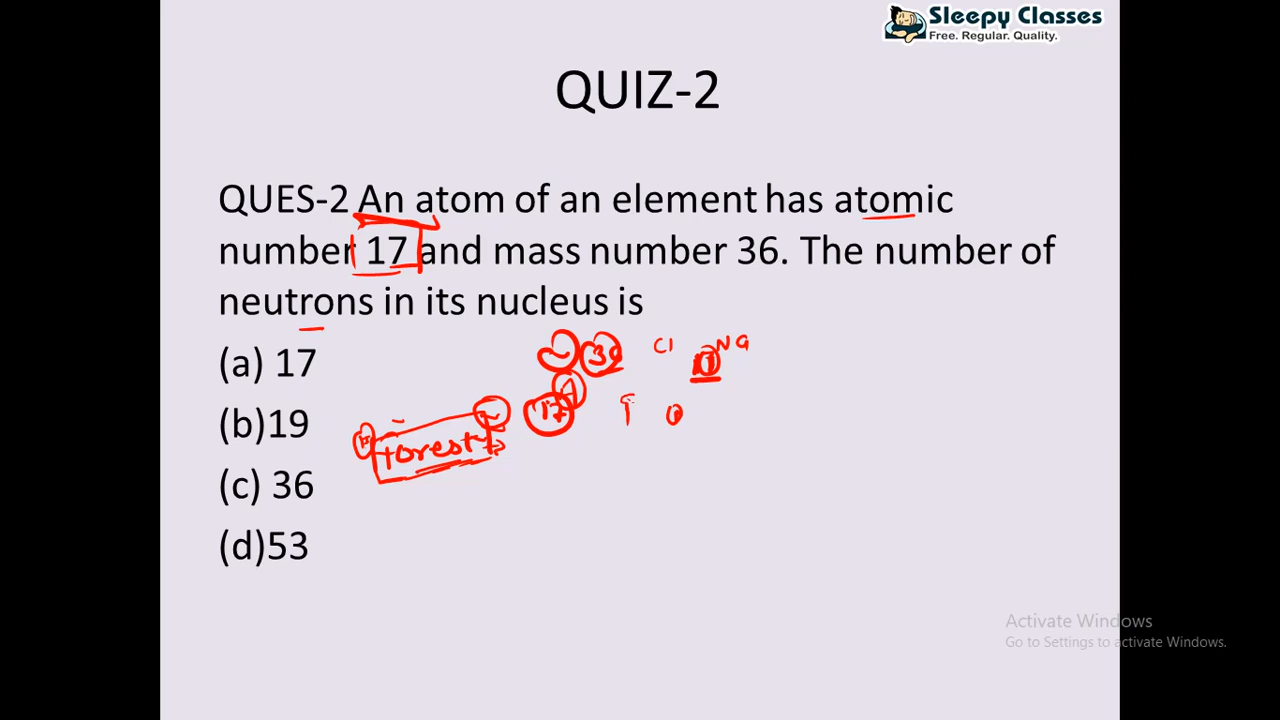 Sleepy Classes
Free. Regular. Quality.
QUIZ-2
QUES-2 An atom of an element has atomic
number 17 and mass number 36. The number of
neutrons in its nucleus is
(a) 17
(b)19
(c) 36
(d)53
Cl
17
forest
Activate Windows
Go to Settings to activate Windows.